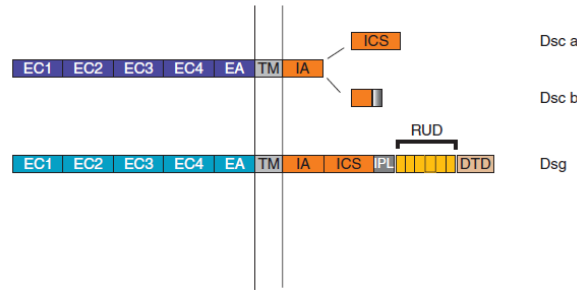 ICS Dsc a
EC1 EC2 EC3 EC4 EA TM IA
Dsc b
RUD
EC1 EC2 EC3 EC4 EA TM IA ICS IPL DTD Dsg